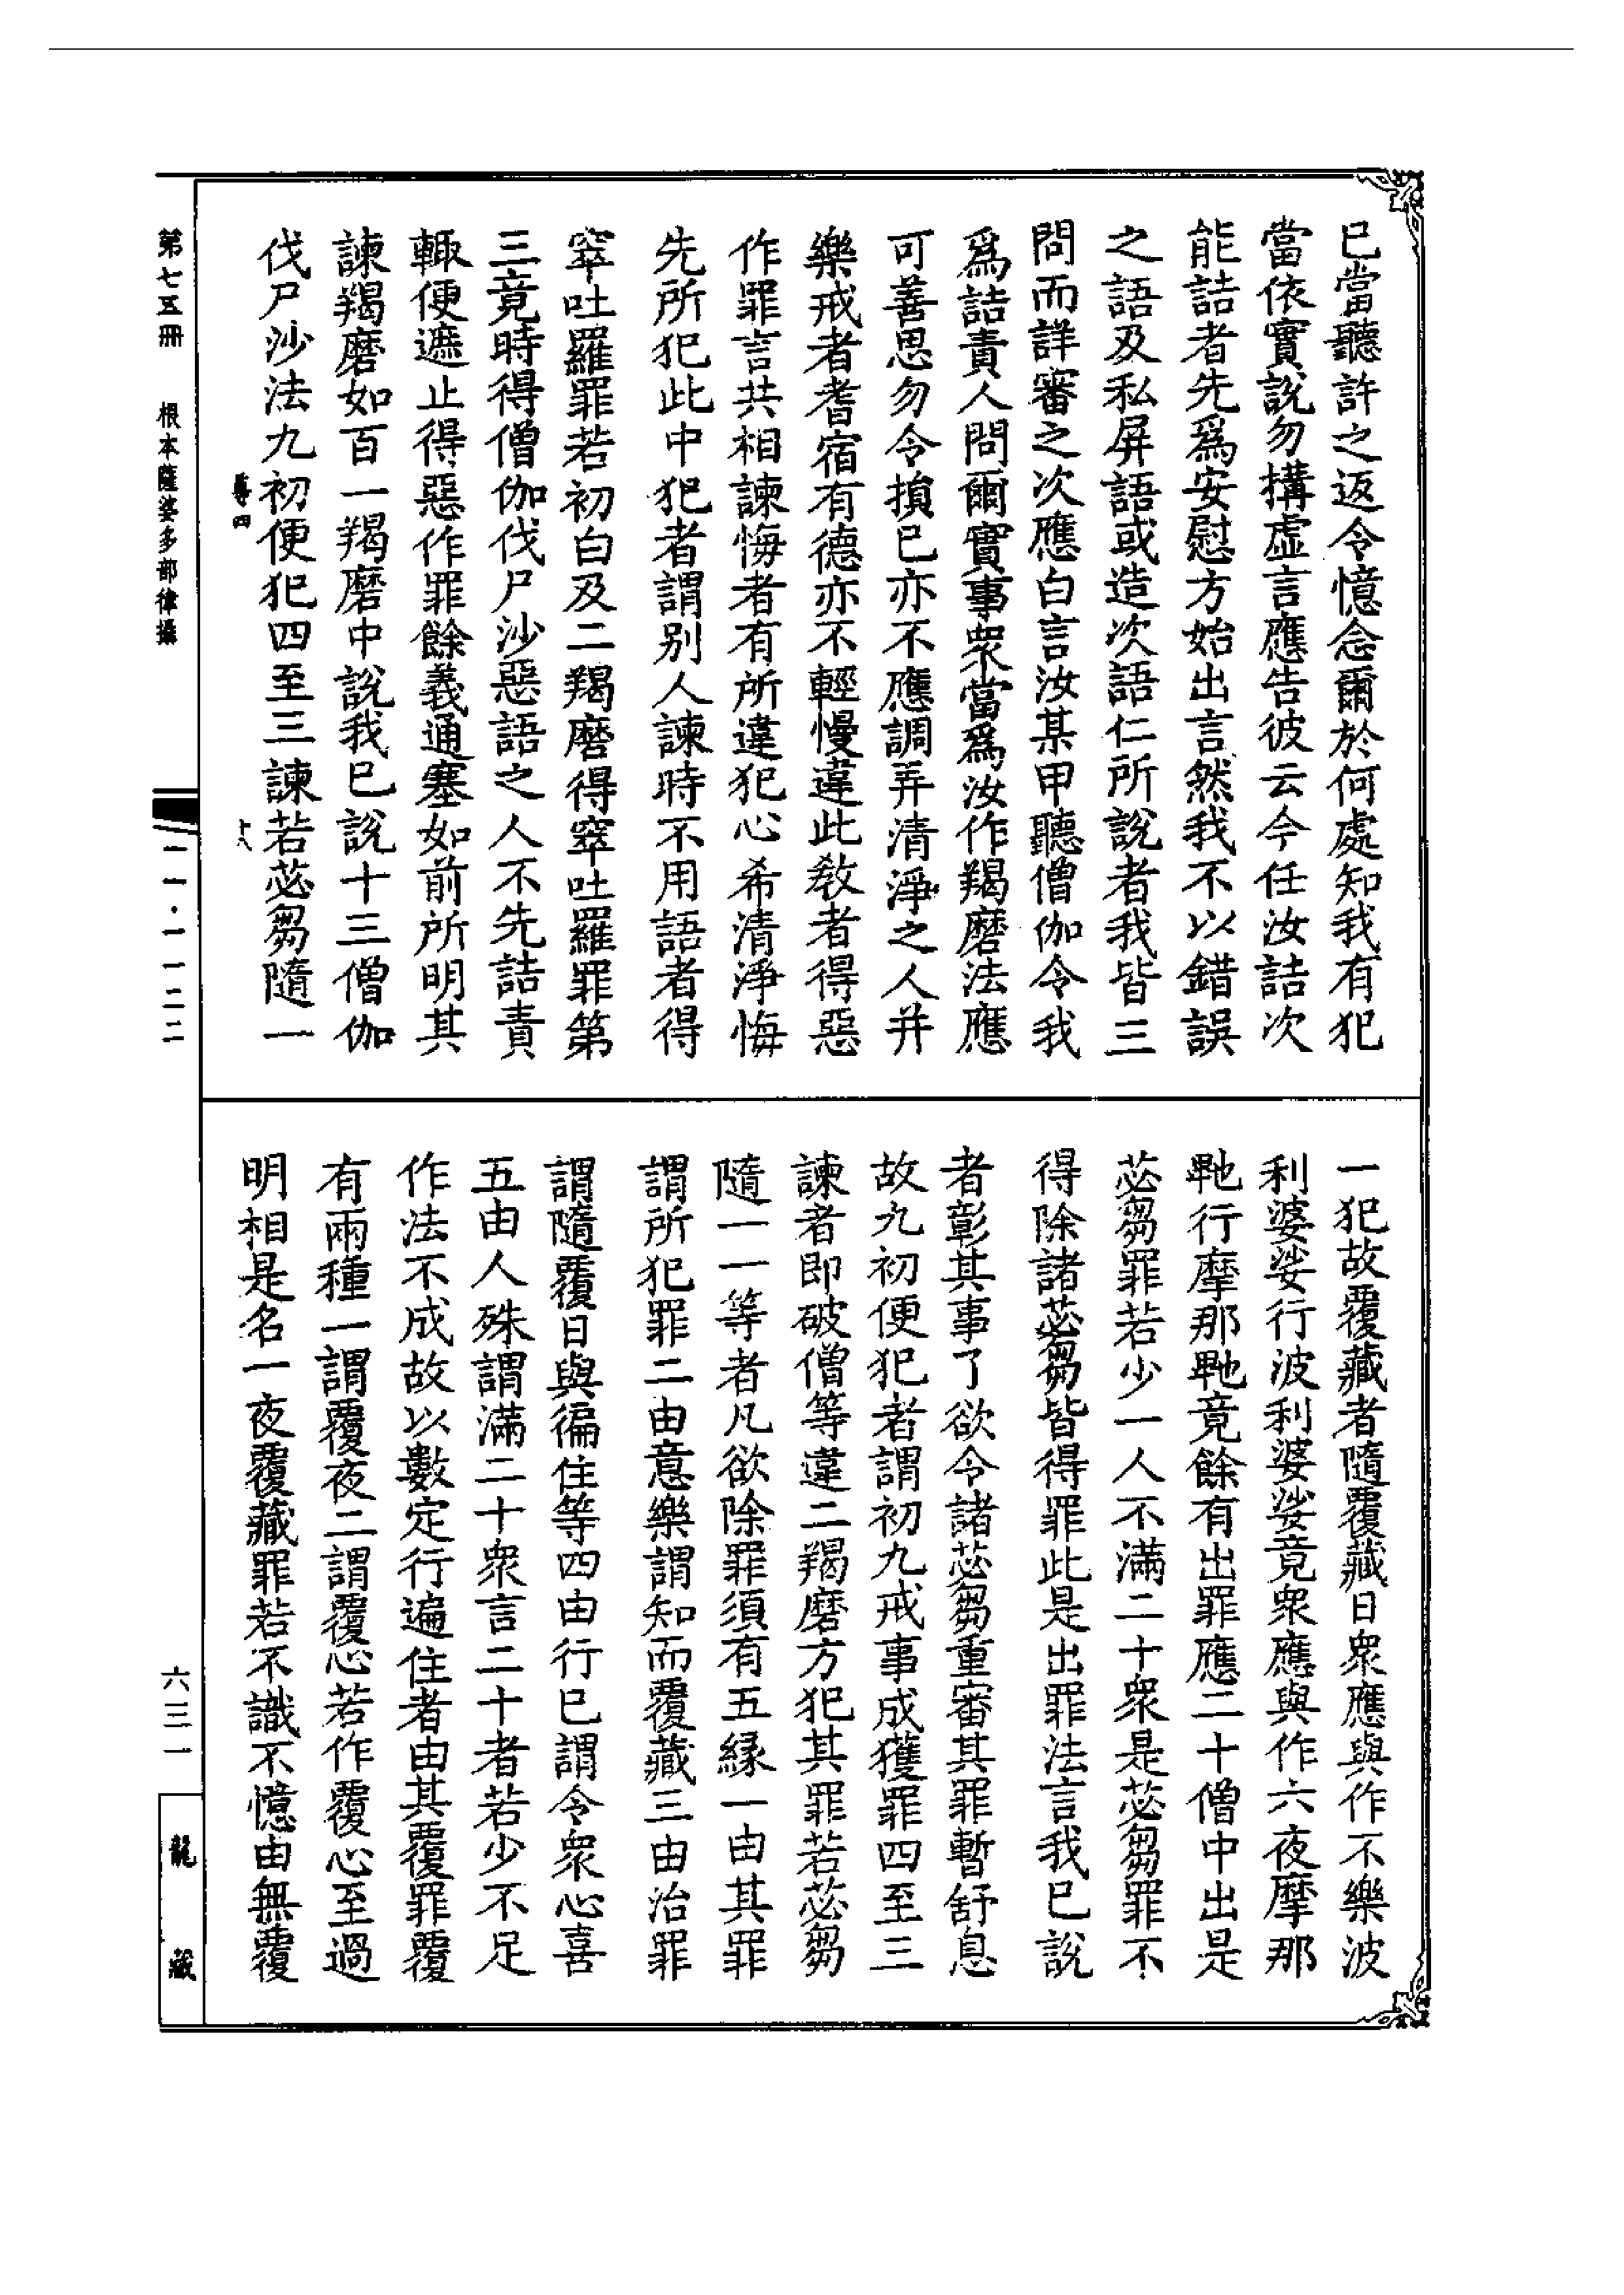 已當聽許之返令憶念爾於何處知我有犯
當依實説勿搆虛言應告彼云今任汝詰次
能詰者先爲安慰方始出言然我不以錯誤
之語及私屏語或造次語仁所説者我皆三
問而詳審之次應白言汝某甲聽僧伽令我
爲詰責人問爾實事衆當爲汝作羯磨法應
可善思勿令損已亦不應調弄清淨之人并
樂戒者耆宿有德亦不輕慢違此教者得惡
作罪言共相諫悔者有所違犯心希清淨悔
先所犯此中犯者謂别人諫時不用語者得
窣吐羅罪若初白及二羯磨得窣吐羅罪第
三竟時得僧伽伐尸沙惡語之人不先詰責
輙便遮止得惡作罪餘義通塞如前所明其
諫羯磨如百一羯磨中説我已説十三僧伽
伐尸沙法九初便犯四至三諫若苾芻隨一
一犯故覆藏者隨覆藏日衆應與作不樂波
利婆娑行波利婆娑竟衆應與作六夜摩那
卑也行摩那卑也竟餘有出罪應二十僧中出是
苾芻罪若少一人不滿二十衆是苾芻罪不
得除諸苾芻皆得罪此是出罪法言我已説
者彰其事了欲令諸苾芻重審其罪暫舒息
故九初便犯者謂初九戒事成獲罪四至三
諫者即破僧等違二羯磨方犯其罪若苾芻
隨一一等者凡欲除罪須有五緣一由其罪
謂所犯罪二由意樂謂知而覆藏三由治罪
謂隨覆日與徧住等四由行已謂令衆心喜
五由人殊謂滿二十衆言二十者若少不足
作法不成故以數定行遍住者由其覆罪覆
有兩種一謂覆夜二謂覆心若作覆心至過
明相是名一夜覆藏罪若不識不憶由無覆
第七五冊　根本薩婆多部律攝
二一·一一二二
六三一
龍藏